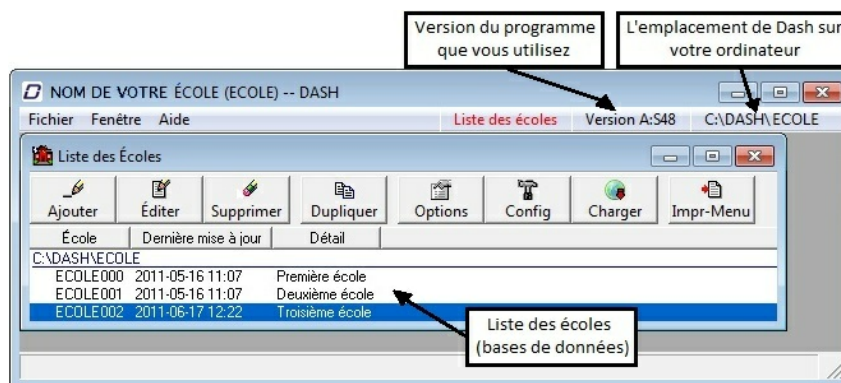 Version du programme
que vous utilisez
L'emplacement de Dash sur
votre ordinateur
NOM DE VOTRE ÉCOLE (ECOLE) -- DASH
Fichier Fenêtre Aide Liste des écoles Version A:S48 C:\DASH\ECOLE
Liste des Écoles
Ajouter Éditer Supprimer Dupliquer Options Config Charger Impr-Menu
École Dernière mise à jour Détail
C:\DASH\ECOLE
ECOLE000 2011-05-16 11:07 Première école
ECOLE001 2011-05-16 11:07 Deuxième école
ECOLE002 2011-06-17 12:22 Troisième école
Liste des écoles
(bases de données)